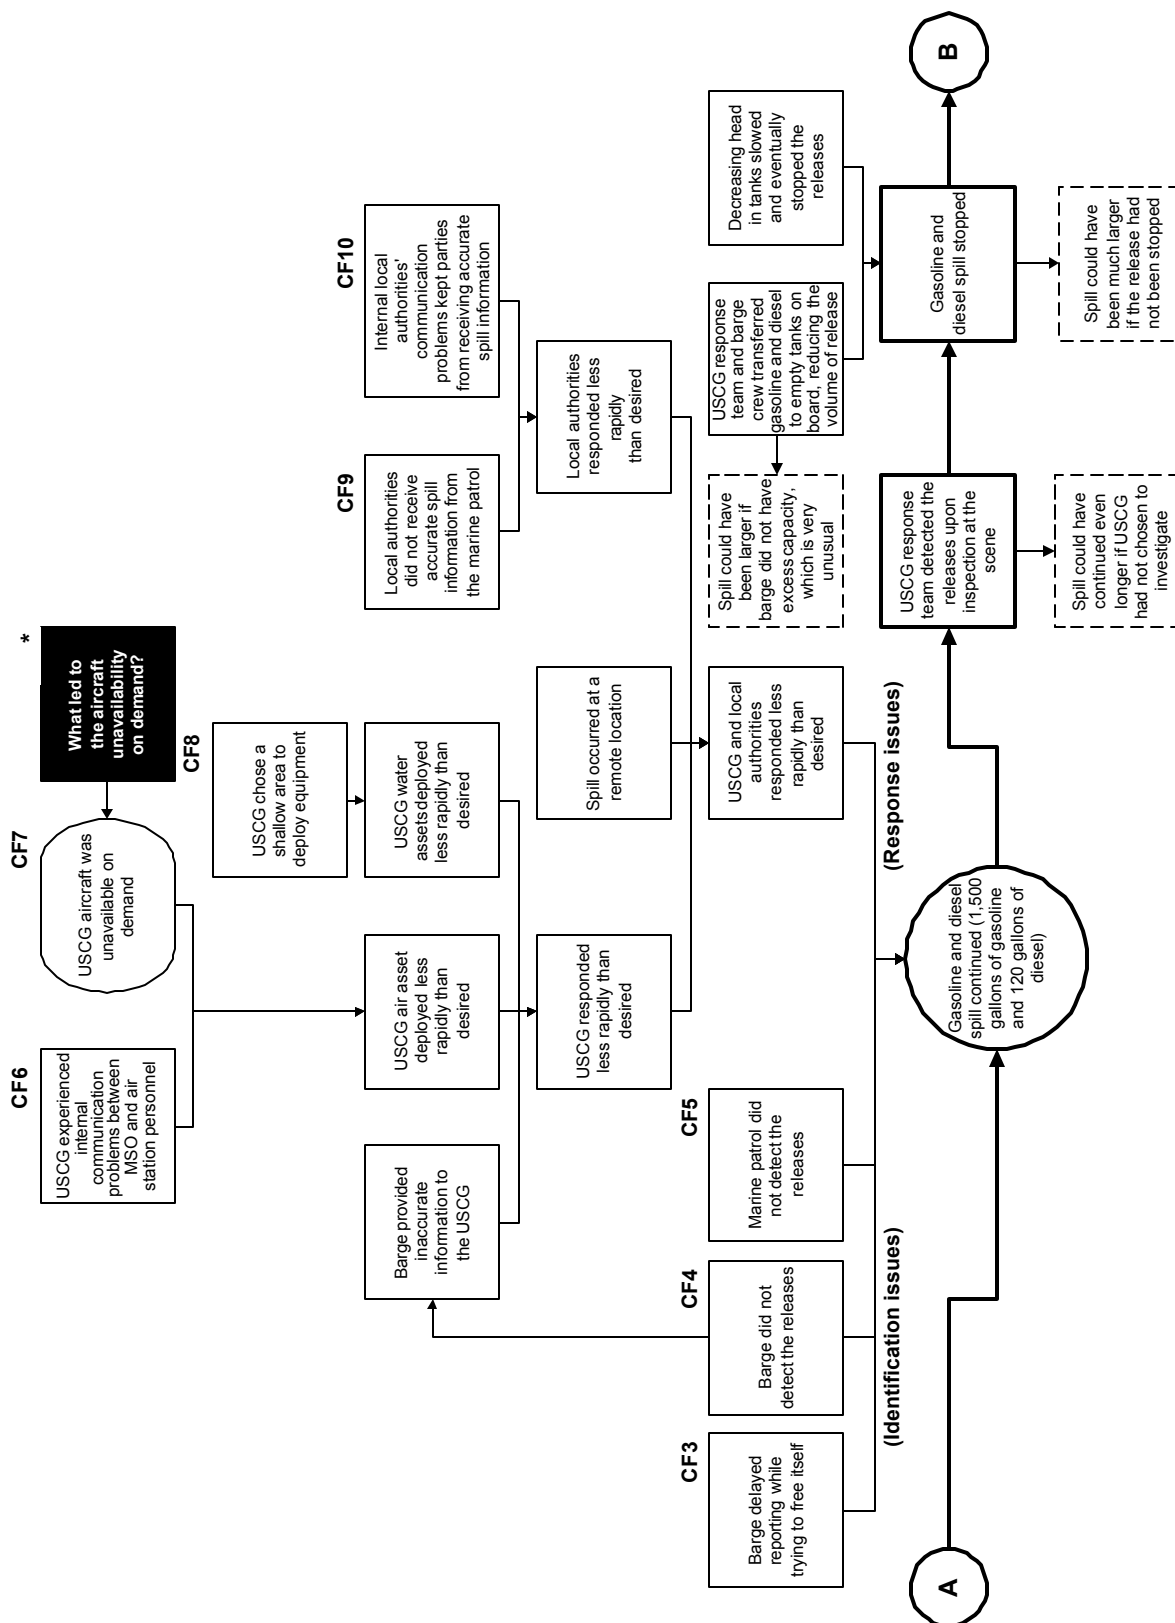 CF6
USCG experienced
internal
communication
problems between
MSO and air
station personnel
CF7
USCG aircraft was
unavailable on
demand
*
What led to
the aircraft
unavailability
on demand?
CF8
USCG chose a
shallow area to
deploy equipment
Barge provided
inaccurate
information to
the USCG
USCG air asset
deployed less
rapidly than
desired
USCG water
assets deployed
less rapidly than
desired
CF9
Local authorities
did not receive
accurate spill
information from
the marine patrol
CF10
Internal local
authorities'
communication
problems kept parties
from receiving accurate
spill information
USCG responded
less rapidly than
desired
Spill occurred at a
remote location
Local authorities
responded less
rapidly
than desired
CF3
Barge delayed
reporting while
trying to free itself
CF4
Barge did not
detect the releases
CF5
Marine patrol did
not detect the
releases
USCG and local
authorities
responded less
rapidly than
desired
Spill could have
been larger if
barge did not have
excess capacity,
which is very
unusual
USCG response
team and barge
crew transferred
gasoline and diesel
to empty tanks on
board, reducing the
volume of release
Decreasing head
in tanks slowed
and eventually
stopped the
releases
(Identification issues)
(Response issues)
A
Gasoline and diesel
spill continued (1,500
gallons of gasoline
and 120 gallons of
diesel)
USCG response
team detected the
releases upon
inspection at the
scene
Gasoline and
diesel spill stopped
B
Spill could have
continued even
longer if USCG
had not chosen to
investigate
Spill could have
been much larger
if the release had
not been stopped